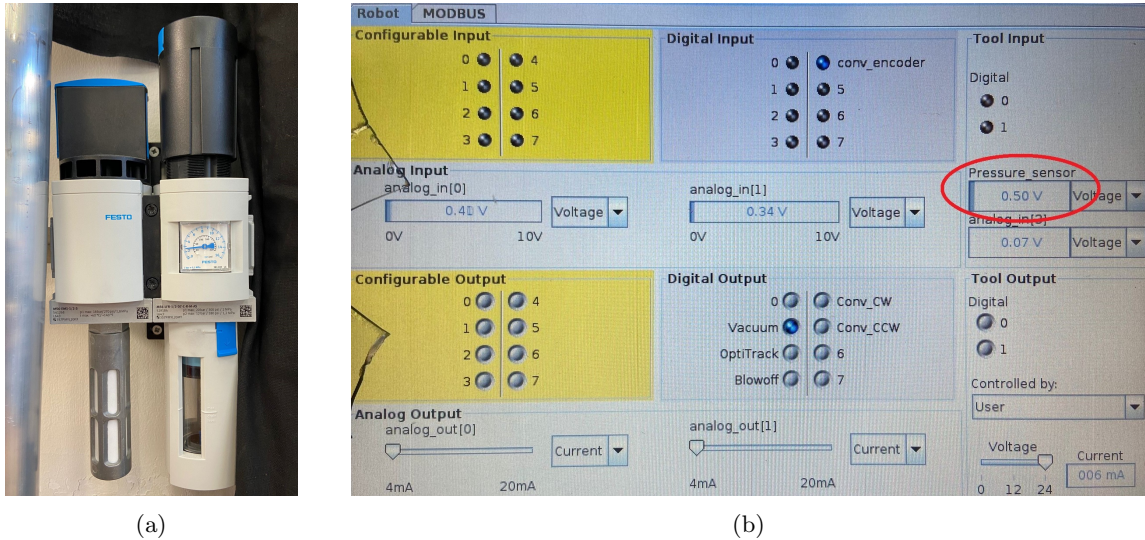 FESTO
FESTO
Robot MODBUS
Configurable Input
0 4
1 5
2 6
3 7
Digital Input
0 conv_encoder
1 5
2 6
3 7
Tool Input
Digital
0
1
Analog Input
analog_in[0]
Voltage
0V 10V
analog_in[1]
0.34 V Voltage
0V 10V
Pressure_sensor
0.50 V Voltage
analog_in[3]
0.07 V Voltage
Configurable Output
0 4
1 5
2 6
3 7
Digital Output
0 Conv_CW
Vacuum Conv_CCW
OptiTrack 6
Blowoff 7
Tool Output
Digital
0
1
Controlled by:
User
Voltage
0 12 24
Current
006 mA
Analog Output
analog_out[0]
Current
4mA 20mA
analog_out[1]
Current
4mA 20mA
(a)
(b)